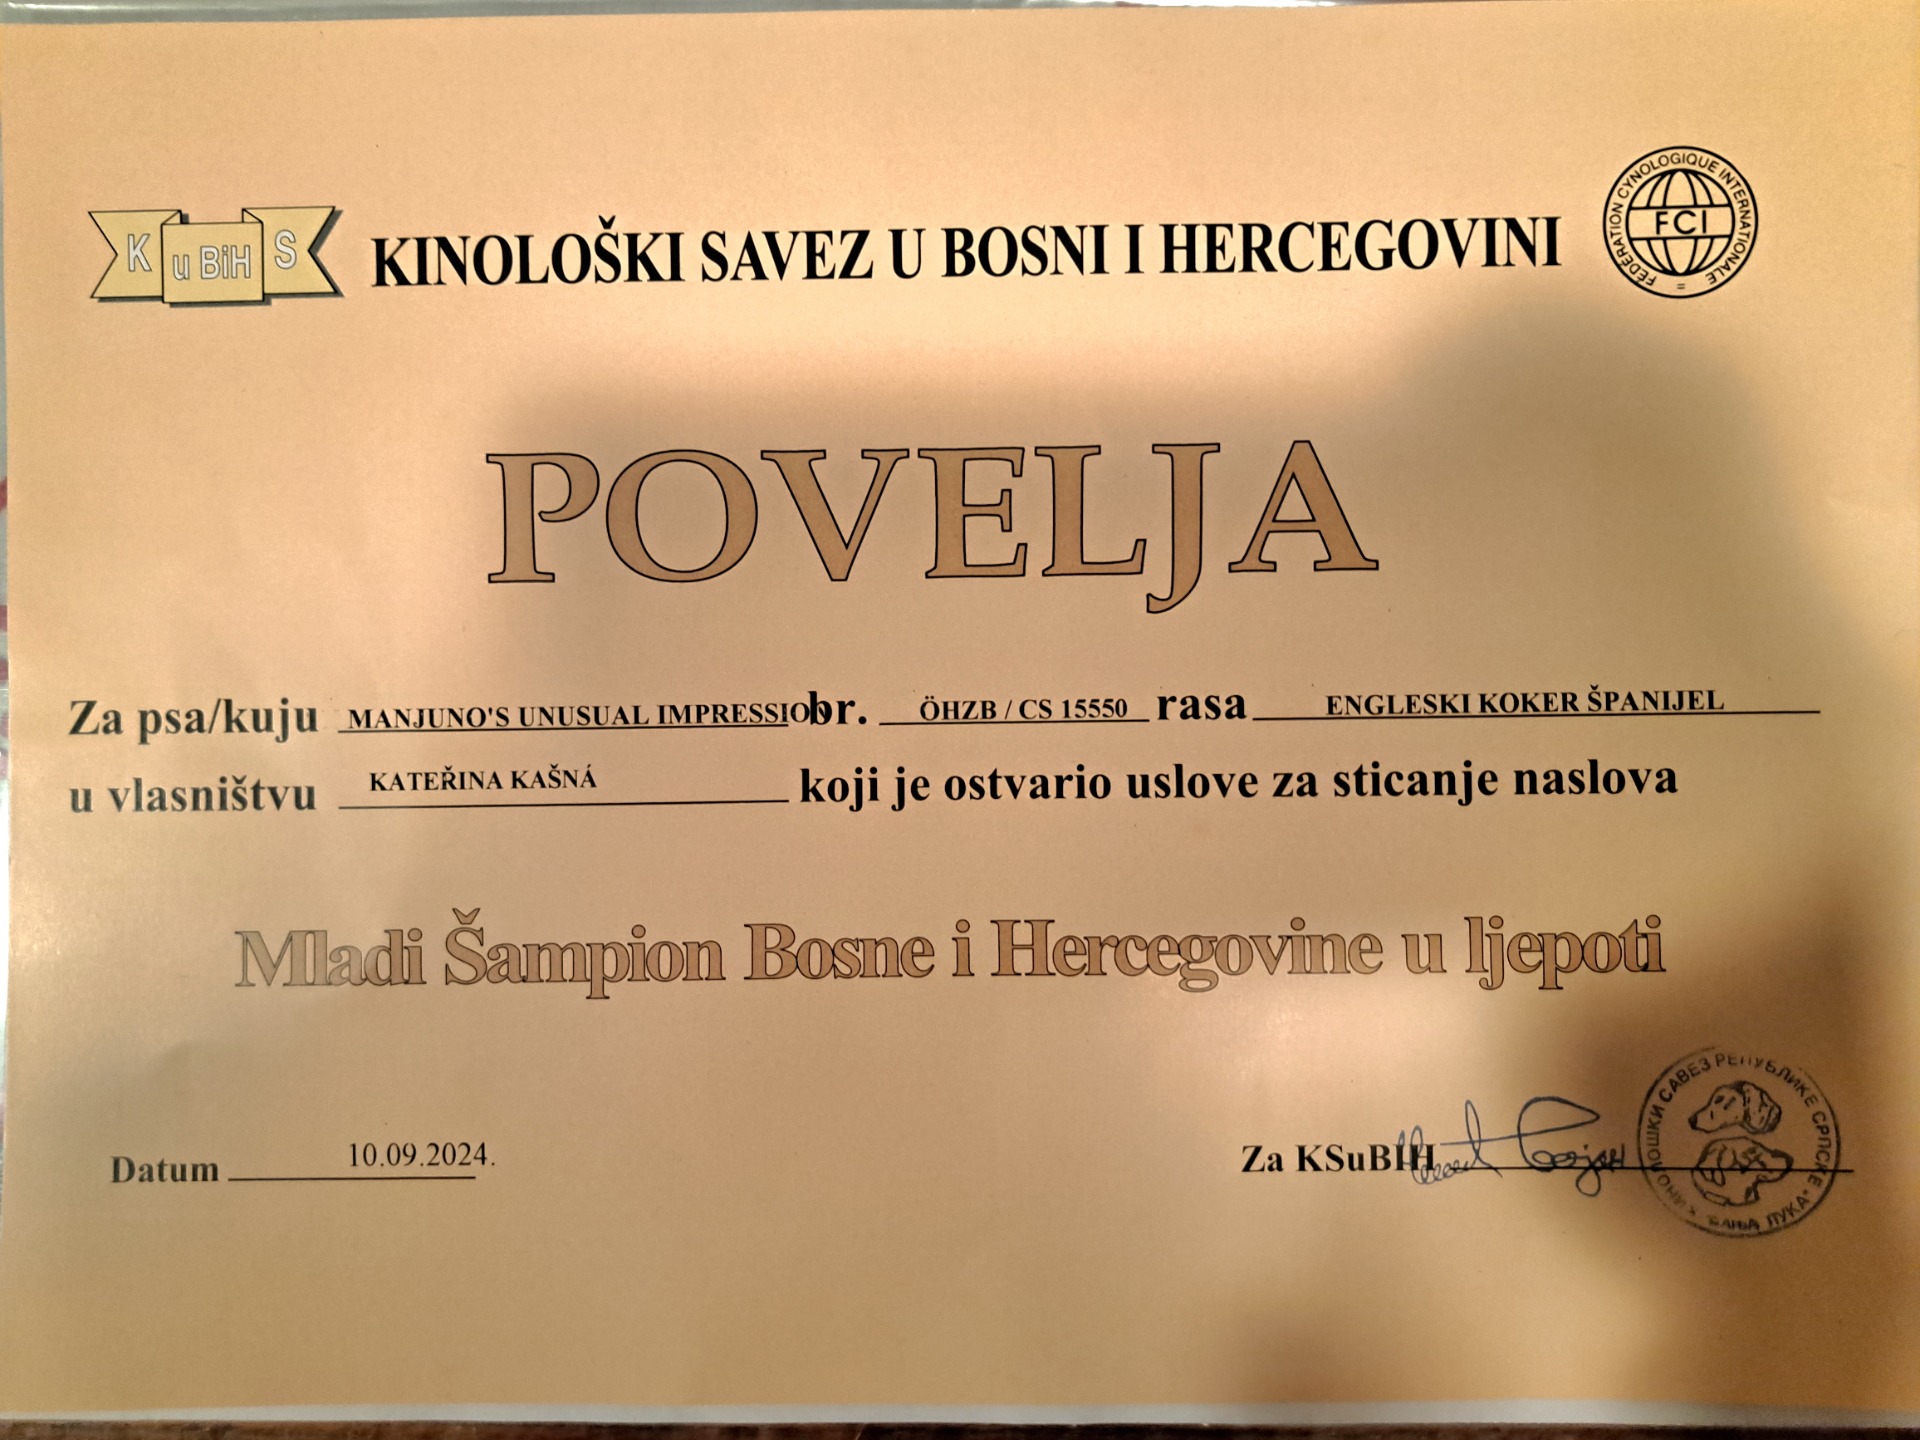 K u BiH S
KINOLOŠKI SAVEZ U BOSNI I HERCEGOVINI
FEDERATION CYNOLOGIQUE INTERNATIONALE
FCI
POVELJA
Za psa/kuju MANJUNO'S UNUSUAL IMPRESSIO br. ÖHZB / CS 15550 rasa ENGLESKI KOKER ŠPANIJEL
u vlasništvu KATEŘINA KAŠNÁ koji je ostvario uslove za sticanje naslova
Mladi Šampion Bosne i Hercegovine u ljepoti
Datum 10.09.2024.
Za KSuBIH
САВЕЗ РЕПУБЛИКЕ СРПСКЕ
БАЊА ЛУКА